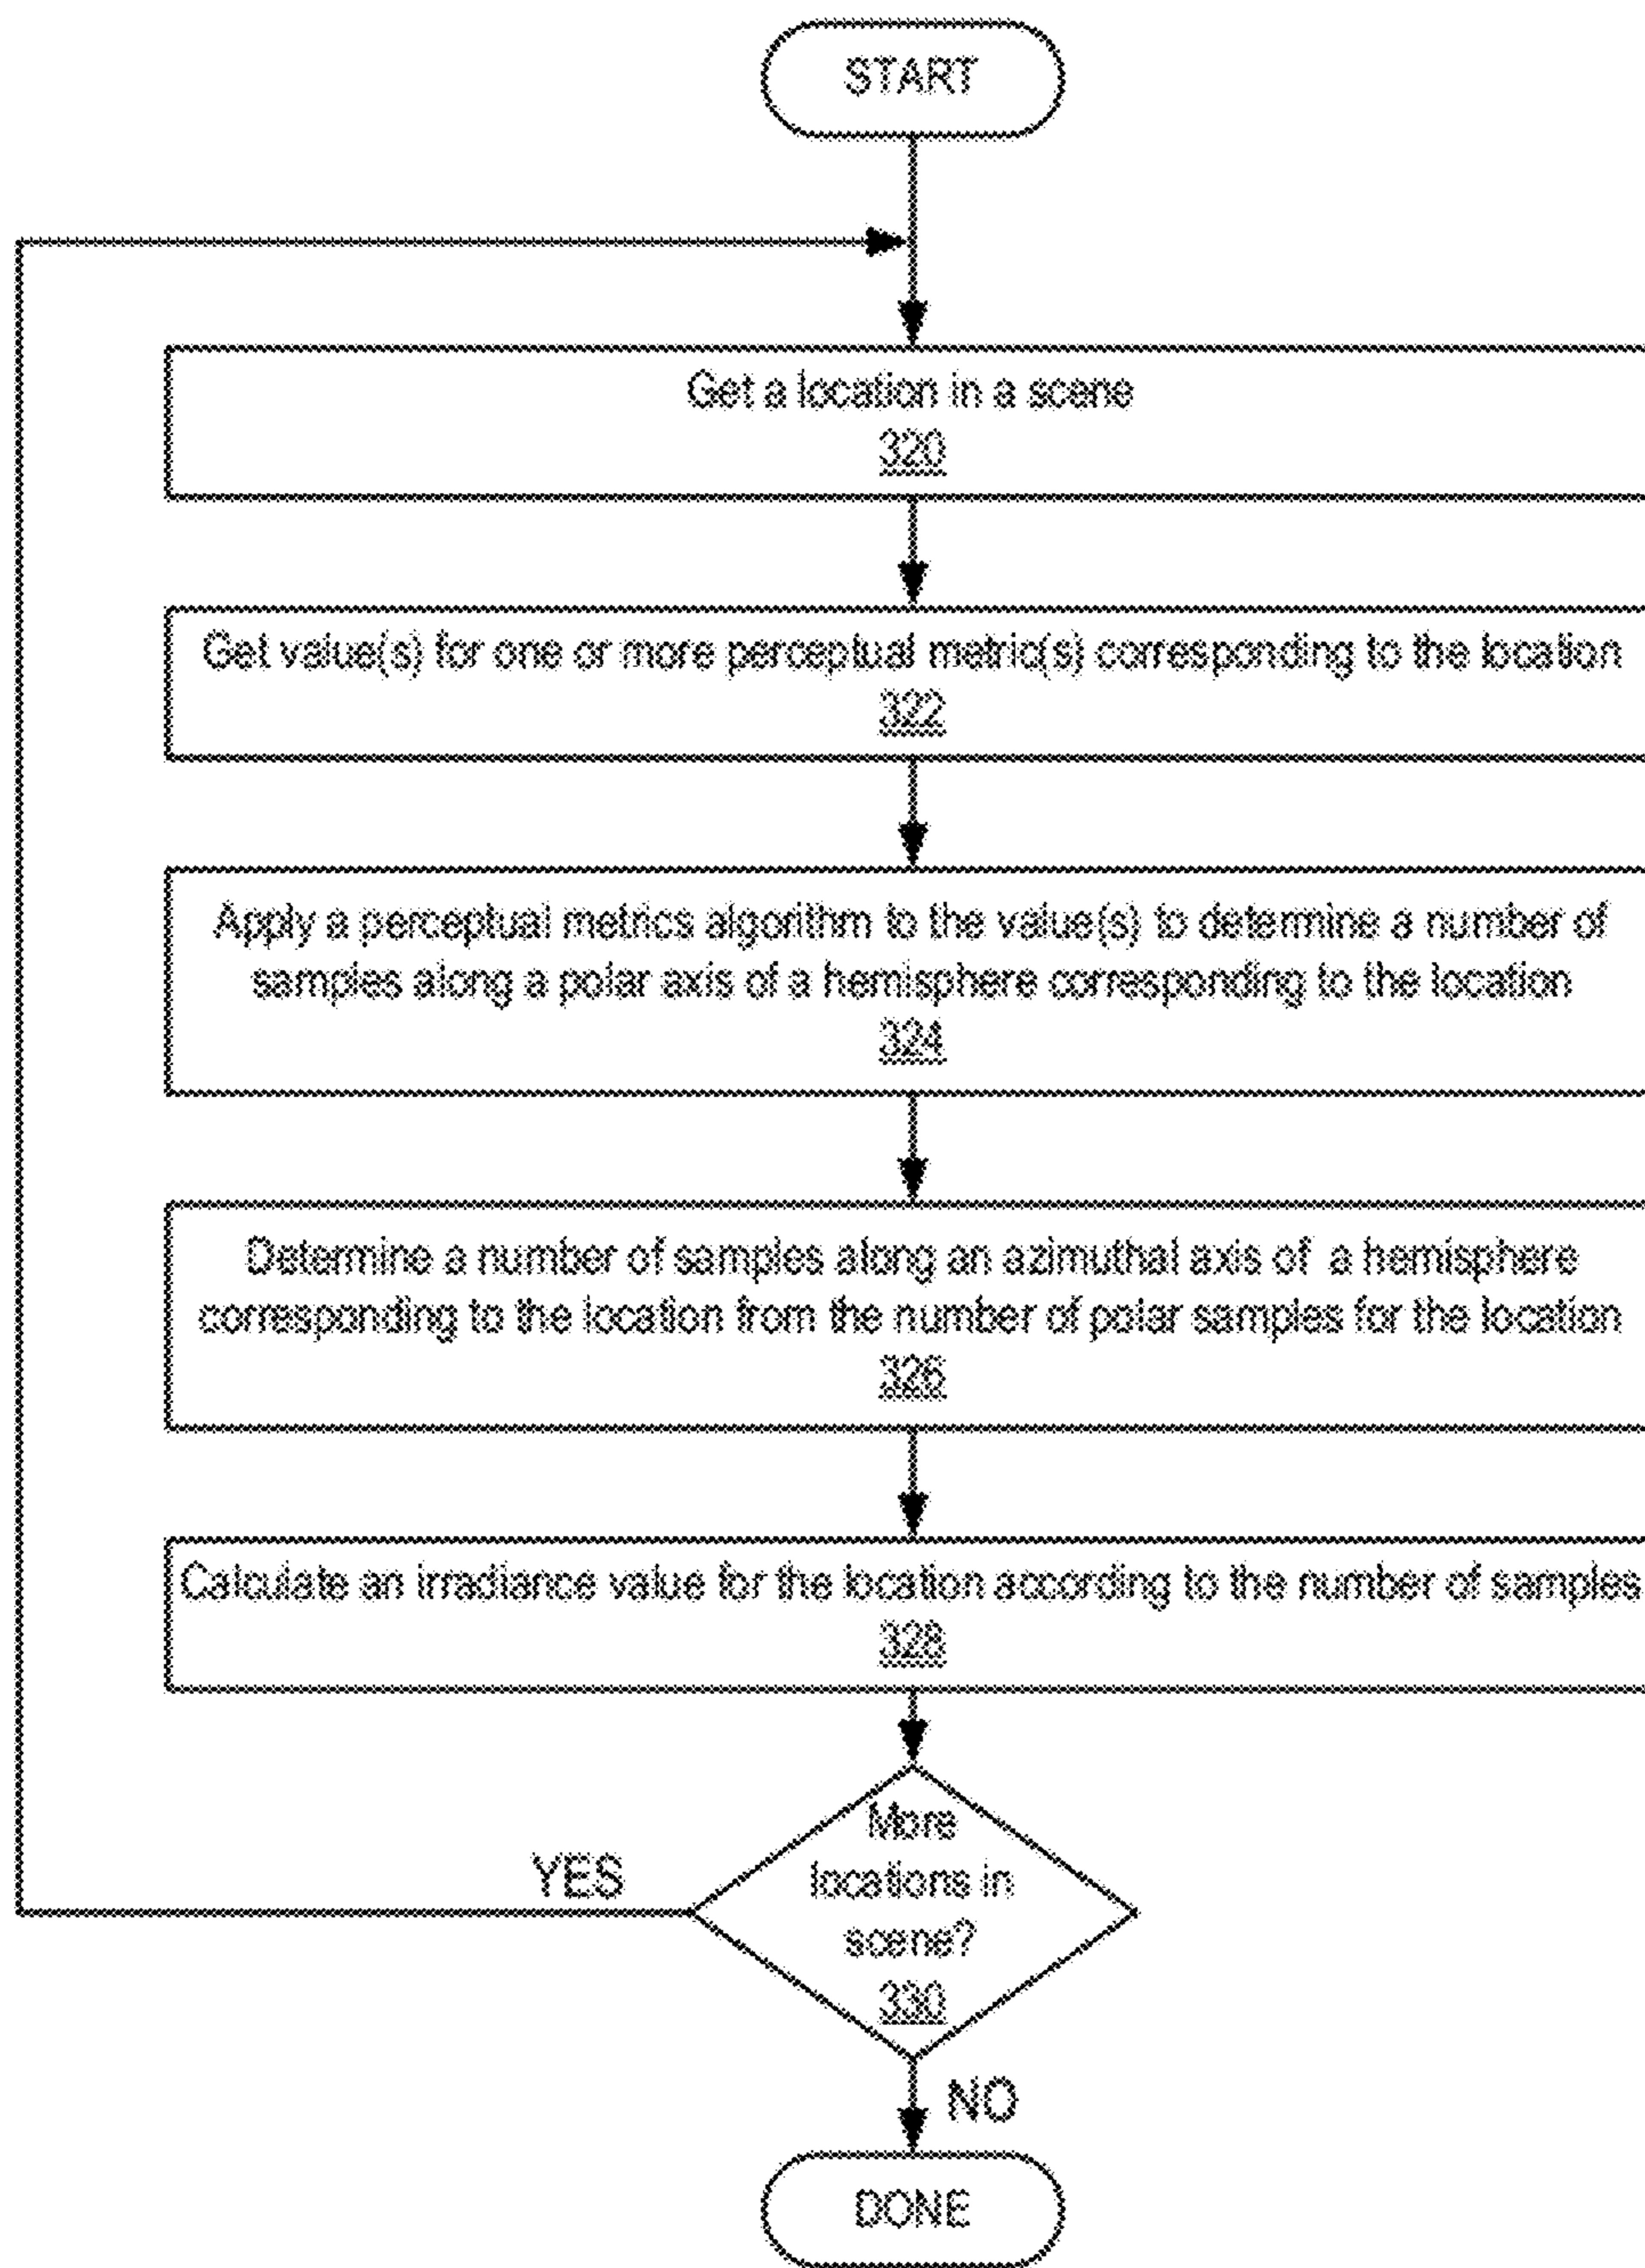 START
Get a location in a scene
320
Get value(s) for one or more perceptual metric(s) corresponding to the location
322
Apply a perceptual metrics algorithm to the value(s) to determine a number of
samples along a polar axis of a hemisphere corresponding to the location
324
Determine a number of samples along an azimuthal axis of a hemisphere
corresponding to the location from the number of polar samples for the location
326
Calculate an irradiance value for the location according to the number of samples
328
More
locations in
scene?
330
YES
NO
DONE